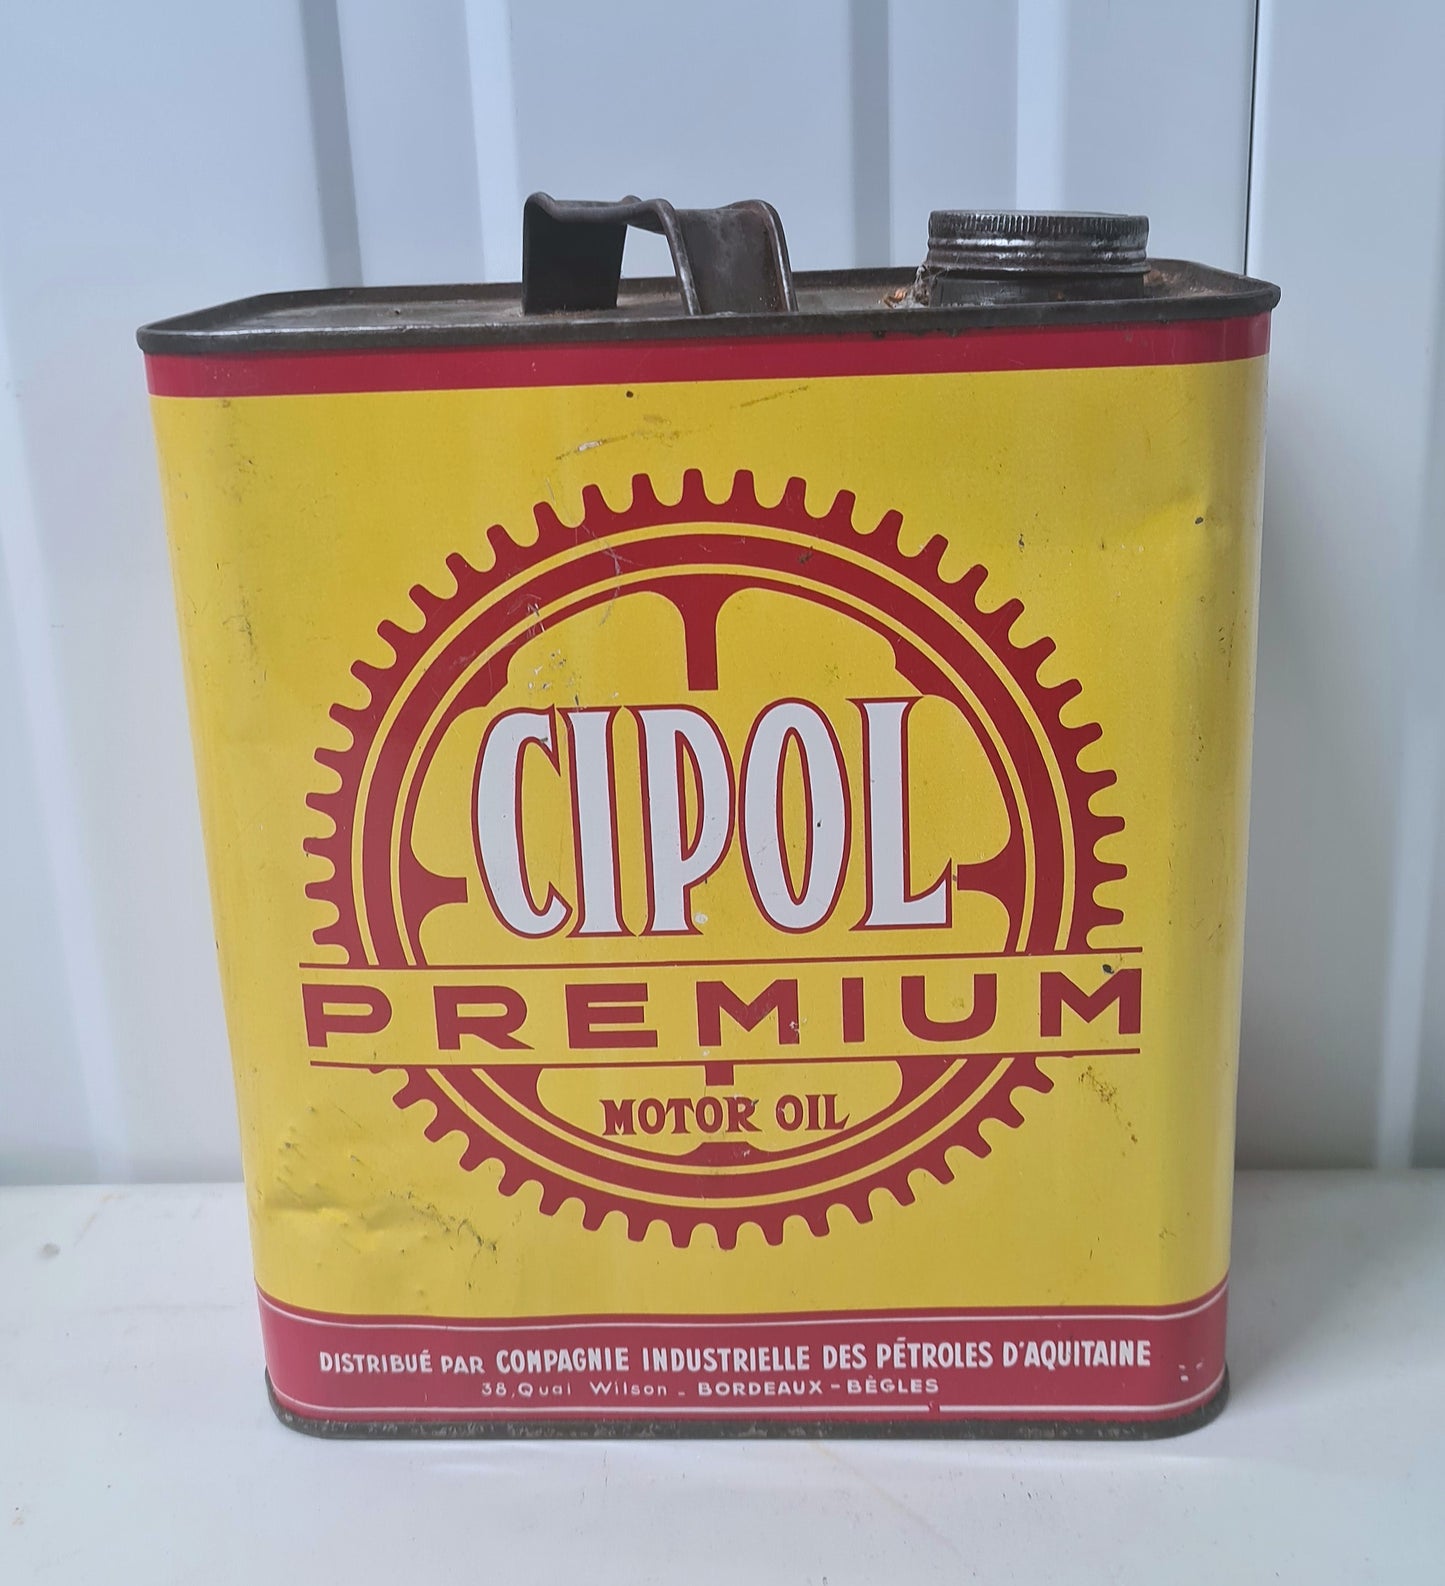 CIPOL
PREMIUM
MOTOR OIL
DISTRIBUÉ PAR COMPAGNIE INDUSTRIELLE DES PÉTROLES D'AQUITAINE
38, Quai Wilson - BORDEAUX - BÈGLES